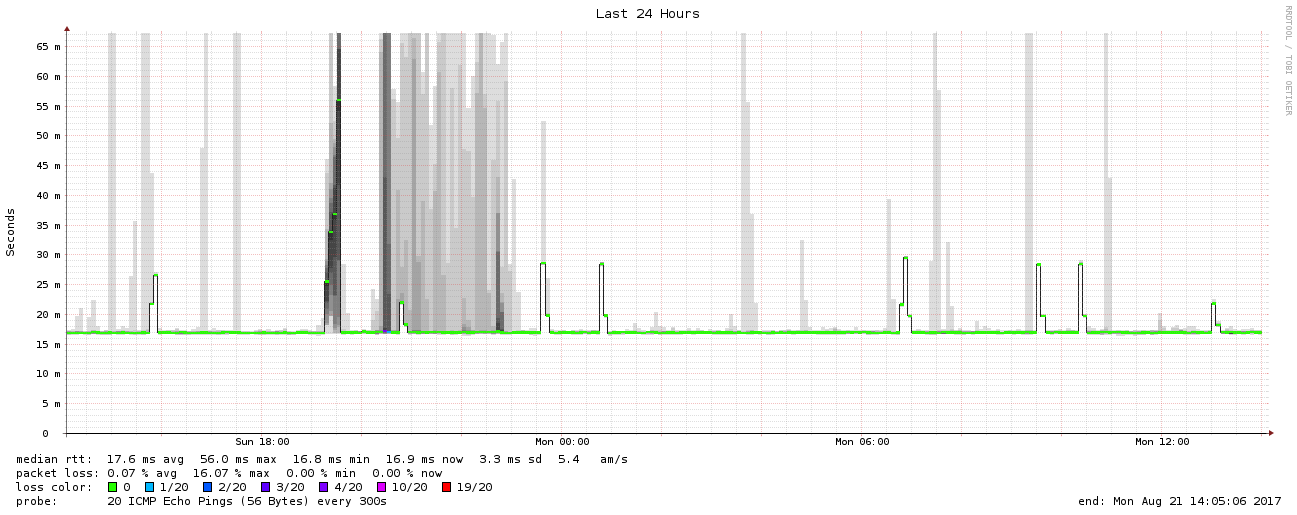 Last 24 Hours
RRDTOOL / TOBI OETIKER
Seconds
65 m
60 m
55 m
50 m
45 m
40 m
35 m
30 m
25 m
20 m
15 m
10 m
5 m
0
Sun 18:00 Mon 00:00 Mon 06:00 Mon 12:00
median rtt: 17.6 ms avg 56.0 ms max 16.8 ms min 16.9 ms now 3.3 ms sd 5.4 am/s
packet loss: 0.07 % avg 16.07 % max 0.00 % min 0.00 % now
loss color: 0 1/20 2/20 3/20 4/20 10/20 19/20
probe: 20 ICMP Echo Pings (56 Bytes) every 300s end: Mon Aug 21 14:05:06 2017